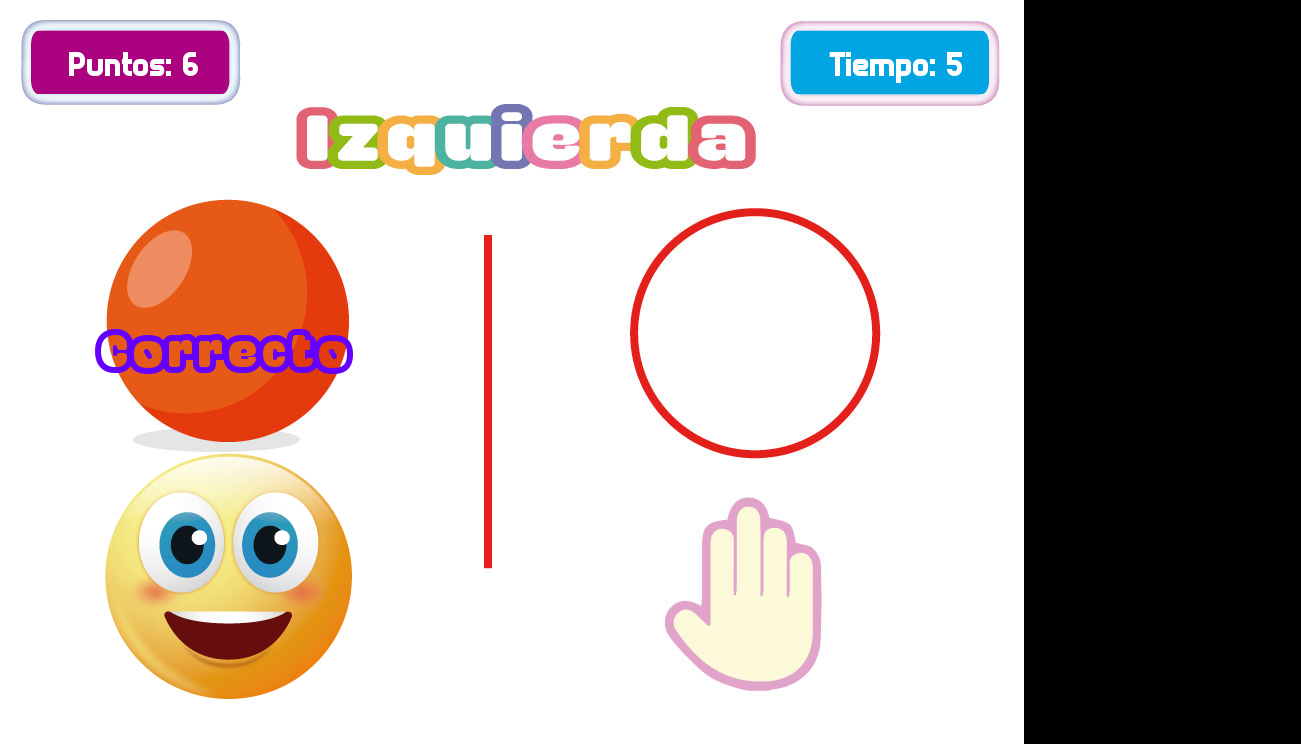 Puntos: 6
Tiempo: 5
Izquierda
Correcto